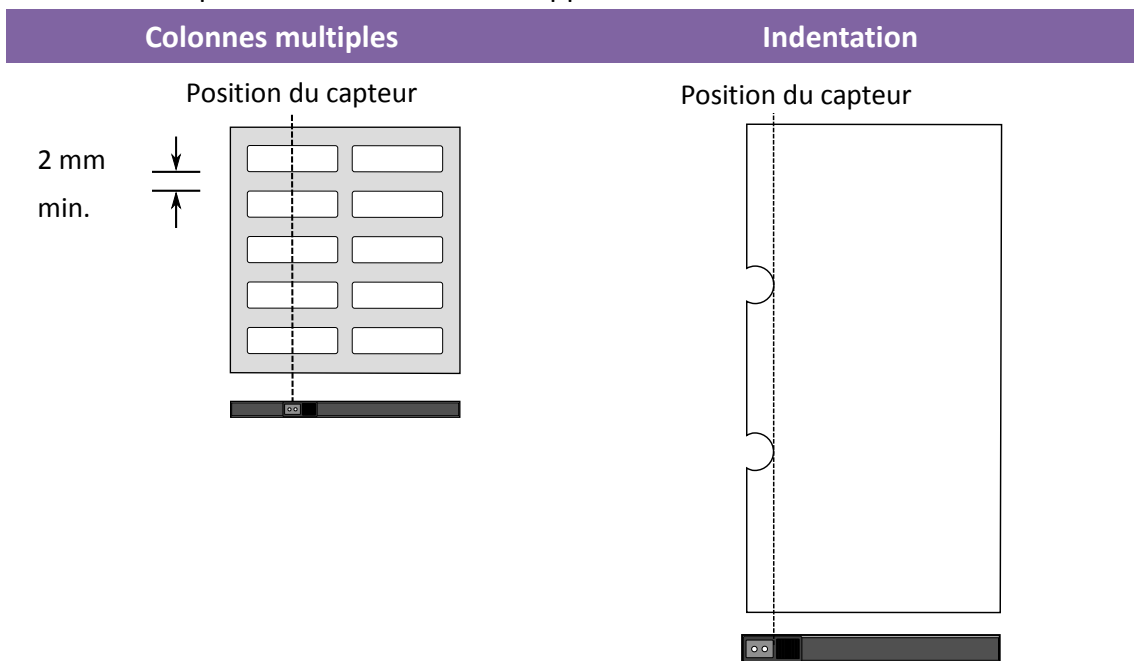 Colonnes multiples
Indentation
Position du capteur
Position du capteur
2 mm
min.